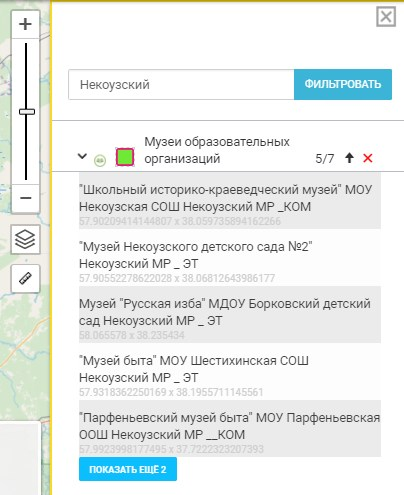 Некоузский
ФИЛЬТРОВАТЬ
Музеи образовательных
организаций
5/7
"Школьный историко-краеведческий музей" МОУ
Некоузская СОШ Некоузский МР _КОМ
57.90209414144807 x 38.059735894162266
"Музей Некоузского детского сада №2"
Некоузский МР _ ЭТ
57.90552278622028 x 38.06812643986177
Музей "Русская изба" МДОУ Борковский детский
сад Некоузский МР _ ЭТ
58.065578 x 38.235434
"Музей быта" МОУ Шестихинская СОШ
Некоузский МР _ ЭТ
57.9318362250169 x 38.1955711145561
"Парфеньевский музей быта" МОУ Парфеньевская
ООШ Некоузский МР __КОМ
57.9923998177495 x 37.7222323207393
ПОКАЗАТЬ ЕЩЁ 2